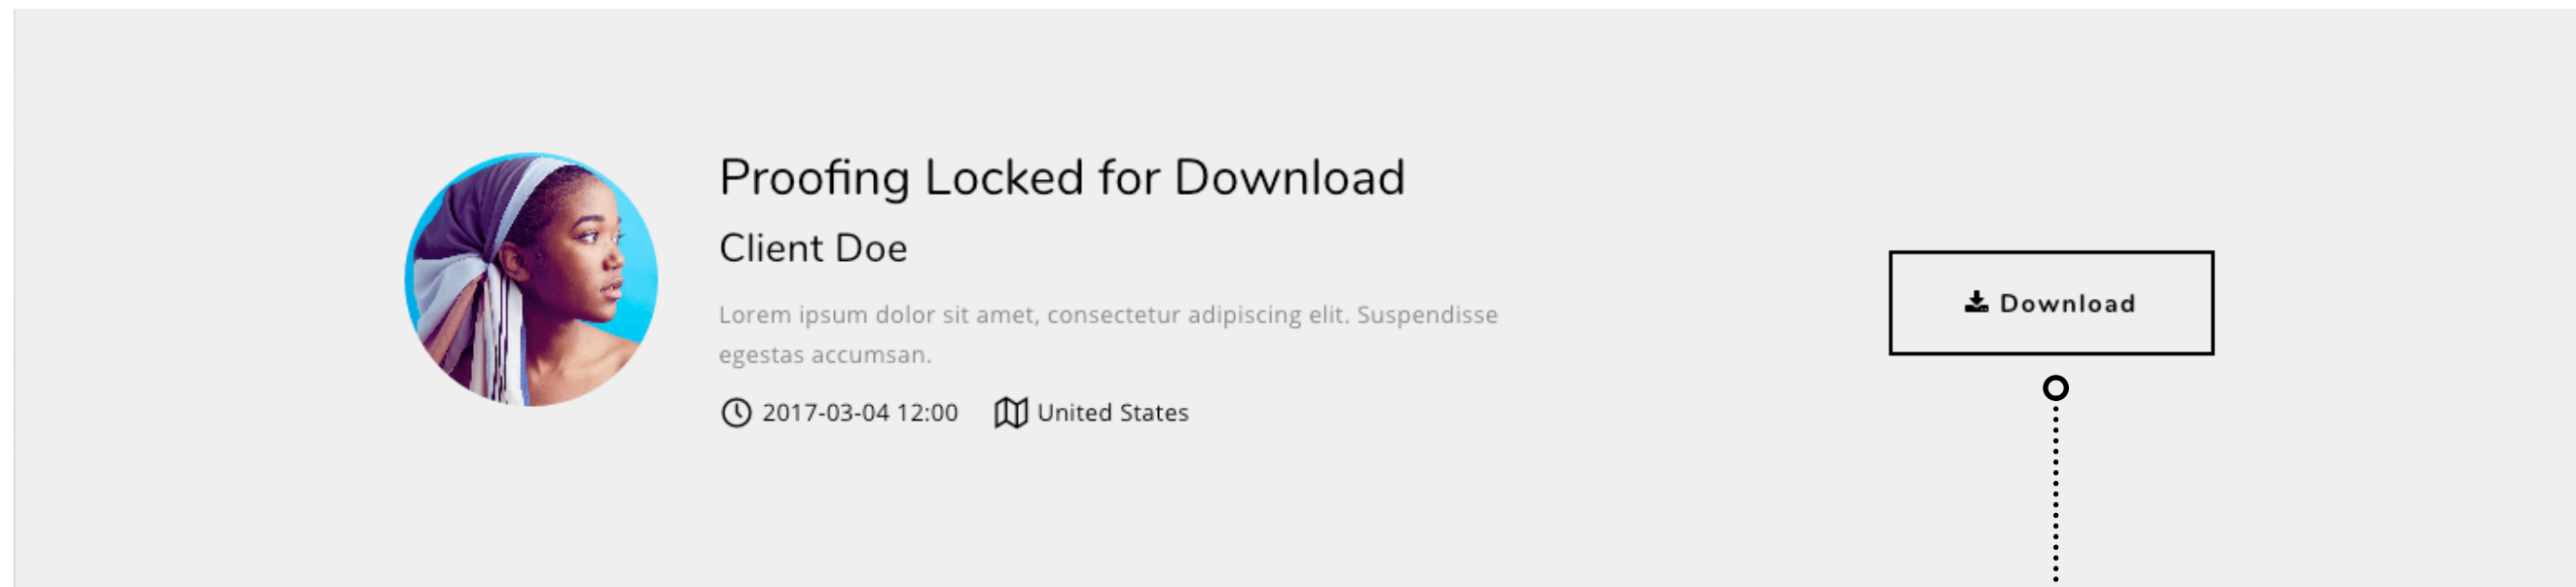 Proofing Locked for Download
Client Doe
Lorem ipsum dolor sit amet, consectetur adipiscing elit. Suspendisse
egestas accumsan.
2017-03-04 12:00 United States
Download